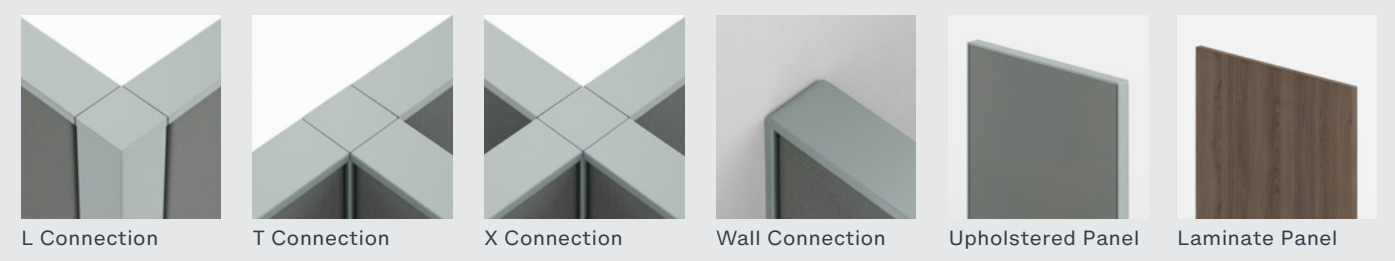 L Connection
T Connection
X Connection
Wall Connection
Upholstered Panel
Laminate Panel